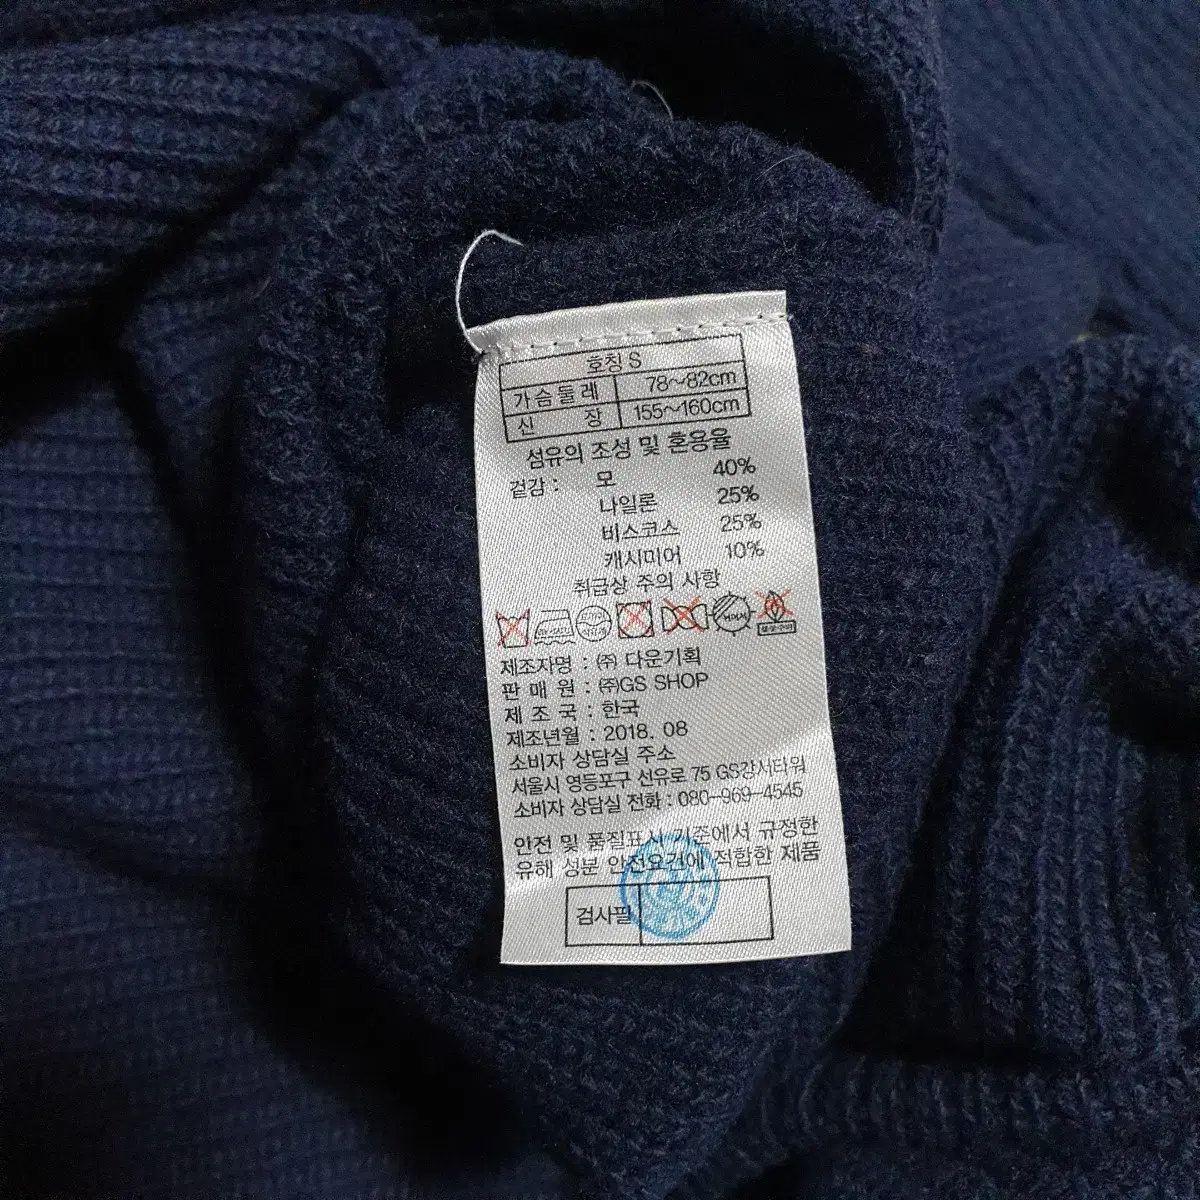 호칭 S
가슴둘레 78~82cm
신 장 155~160cm
섬유의 조성 및 혼용율
겉감 : 모 40%
나일론 25%
비스코스 25%
캐시미어 10%
취급상 주의 사항
제조자명 : ㈜ 다운기획
판 매 원 : ㈜GS SHOP
제 조 국 : 한국
제조년월 : 2018. 08
소비자 상담실 주소
서울시 영등포구 선유로 75 GS강서타워
소비자 상담실 전화 : 080-969-4545
안전 및 품질표시 기준에서 규정한
유해 성분 안전요건에 적합한 제품
검사필